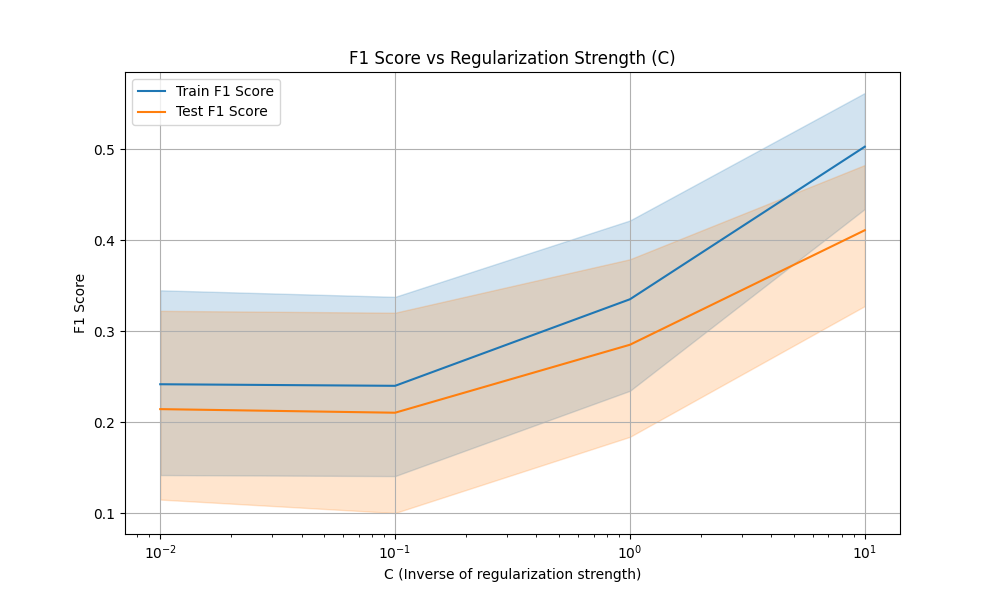 F1 Score vs Regularization Strength (C)
Train F1 Score
Test F1 Score
F1 Score
0.5
0.4
0.3
0.2
0.1
10⁻² 10⁻¹ 10⁰ 10¹
C (Inverse of regularization strength)